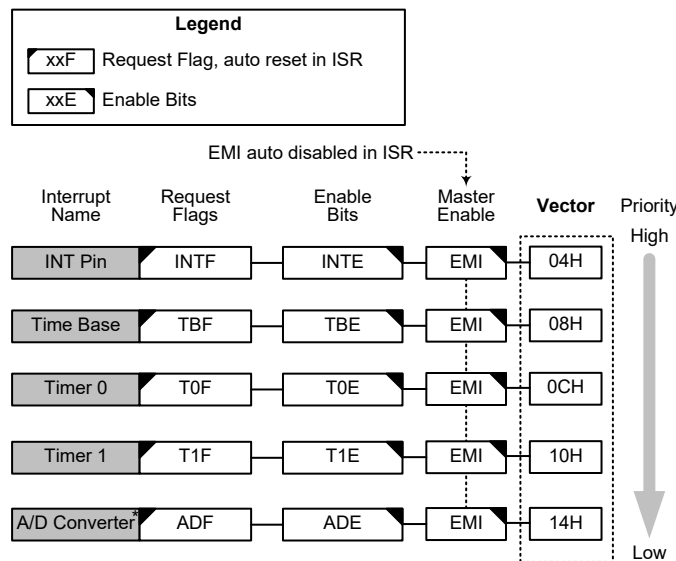 Legend
xxF Request Flag, auto reset in ISR
xxE Enable Bits
EMI auto disabled in ISR
Interrupt Name
Request Flags
Enable Bits
Master Enable
Vector
Priority
High
INT Pin INTF INTE EMI 04H
Time Base TBF TBE EMI 08H
Timer 0 T0F T0E EMI 0CH
Timer 1 T1F T1E EMI 10H
A/D Converter* ADF ADE EMI 14H
Low